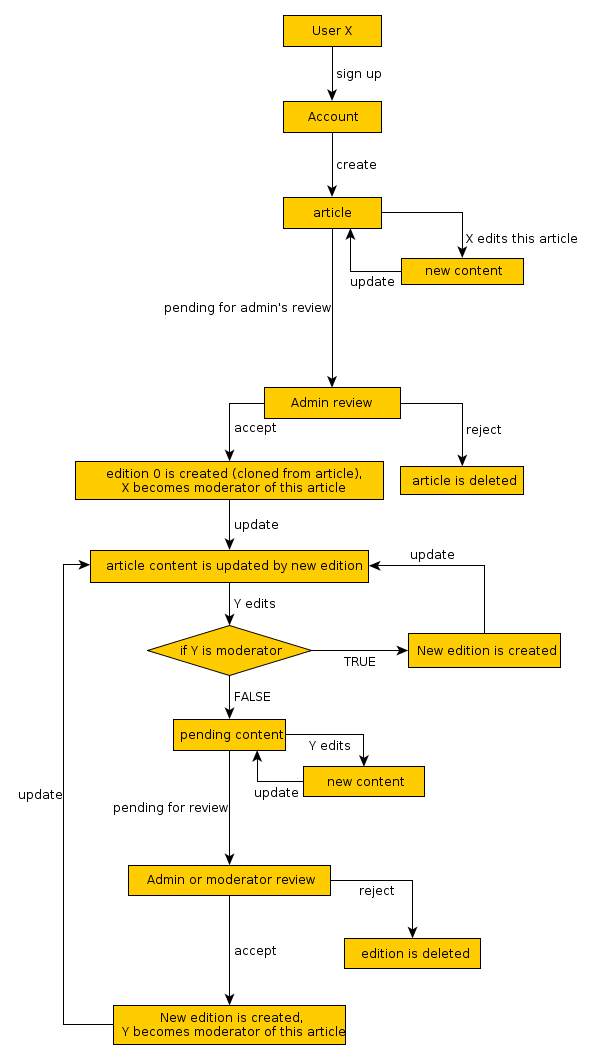 User X
sign up
Account
create
article
X edits this article
new content
update
pending for admin's review
Admin review
accept
reject
edition 0 is created (cloned from article),
X becomes moderator of this article
article is deleted
update
article content is updated by new edition
update
Y edits
if Y is moderator
TRUE
New edition is created
FALSE
pending content
Y edits
new content
update
update
pending for review
Admin or moderator review
reject
accept
edition is deleted
New edition is created,
Y becomes moderator of this article